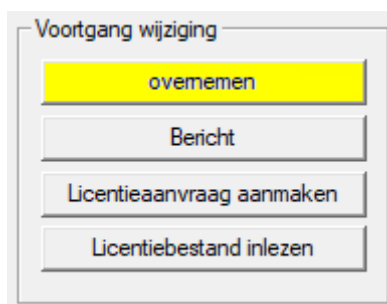 Voortgang wijziging
overnemen
Bericht
Licentieaanvraag aanmaken
Licentiebestand inlezen